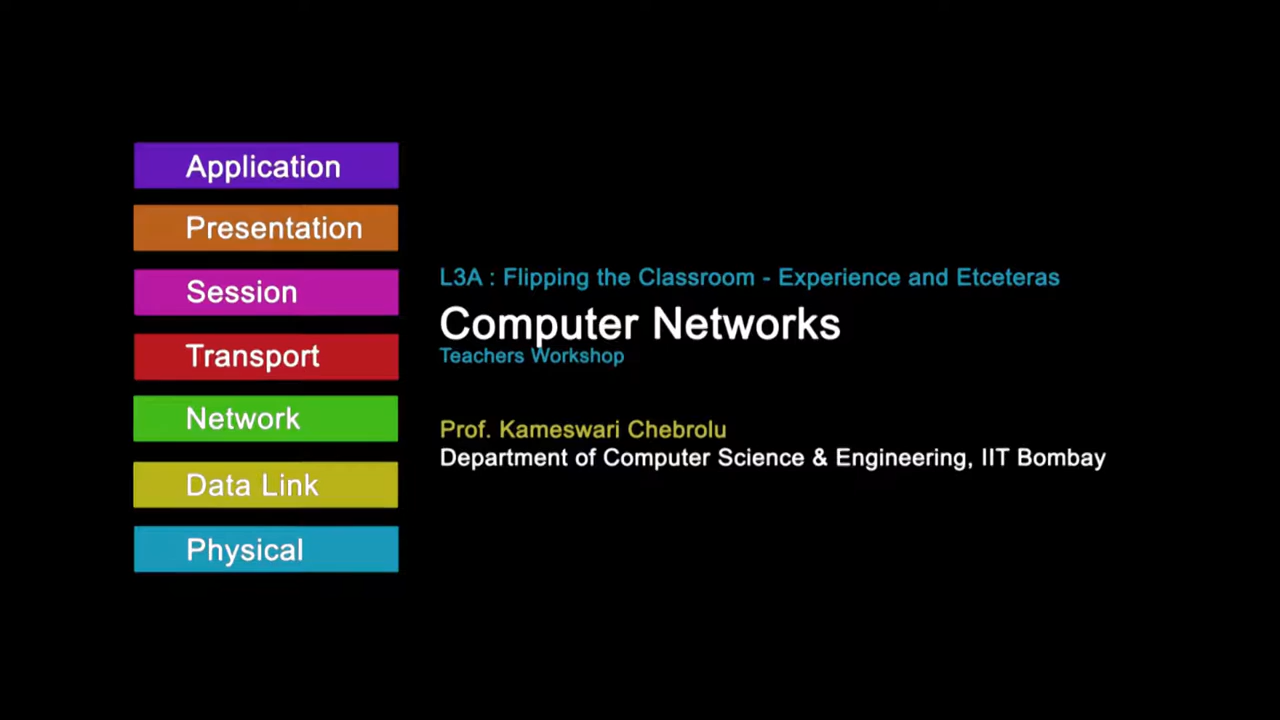 Application
Presentation
Session
Transport
Network
Data Link
Physical
L3A : Flipping the Classroom - Experience and Etceteras
Computer Networks
Teachers Workshop
Prof. Kameswari Chebrolu
Department of Computer Science & Engineering, IIT Bombay